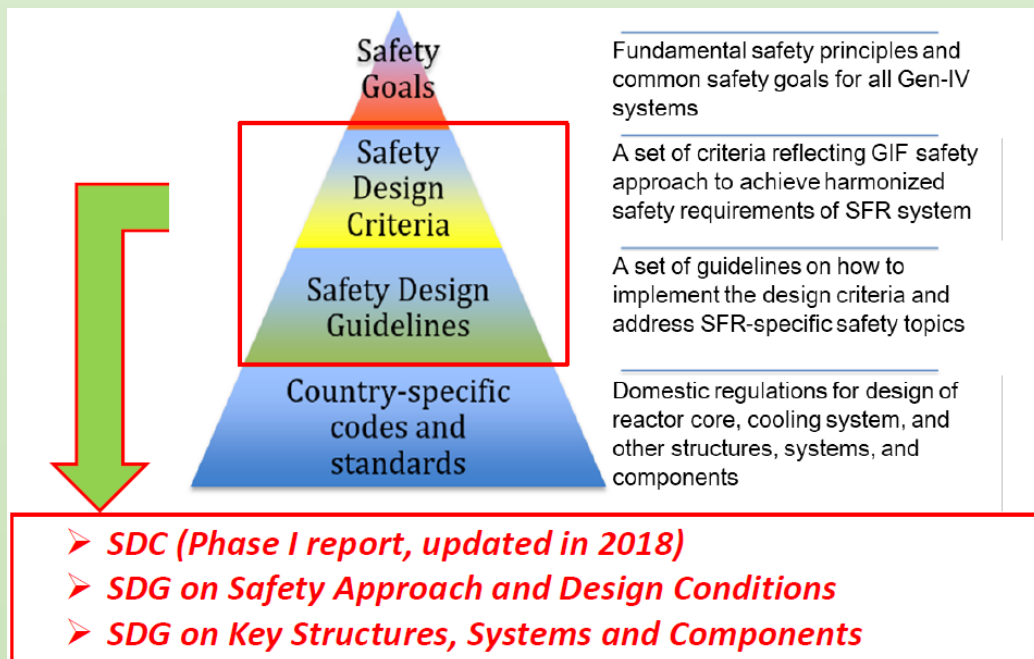 Safety
Goals
Fundamental safety principles and
common safety goals for all Gen-IV
systems
Safety
Design
Criteria
A set of criteria reflecting GIF safety
approach to achieve harmonized
safety requirements of SFR system
Safety Design
Guidelines
A set of guidelines on how to
implement the design criteria and
address SFR-specific safety topics
Country-specific
codes and
standards
Domestic regulations for design of
reactor core, cooling system, and
other structures, systems, and
components
➢ SDC (Phase I report, updated in 2018)
➢ SDG on Safety Approach and Design Conditions
➢ SDG on Key Structures, Systems and Components